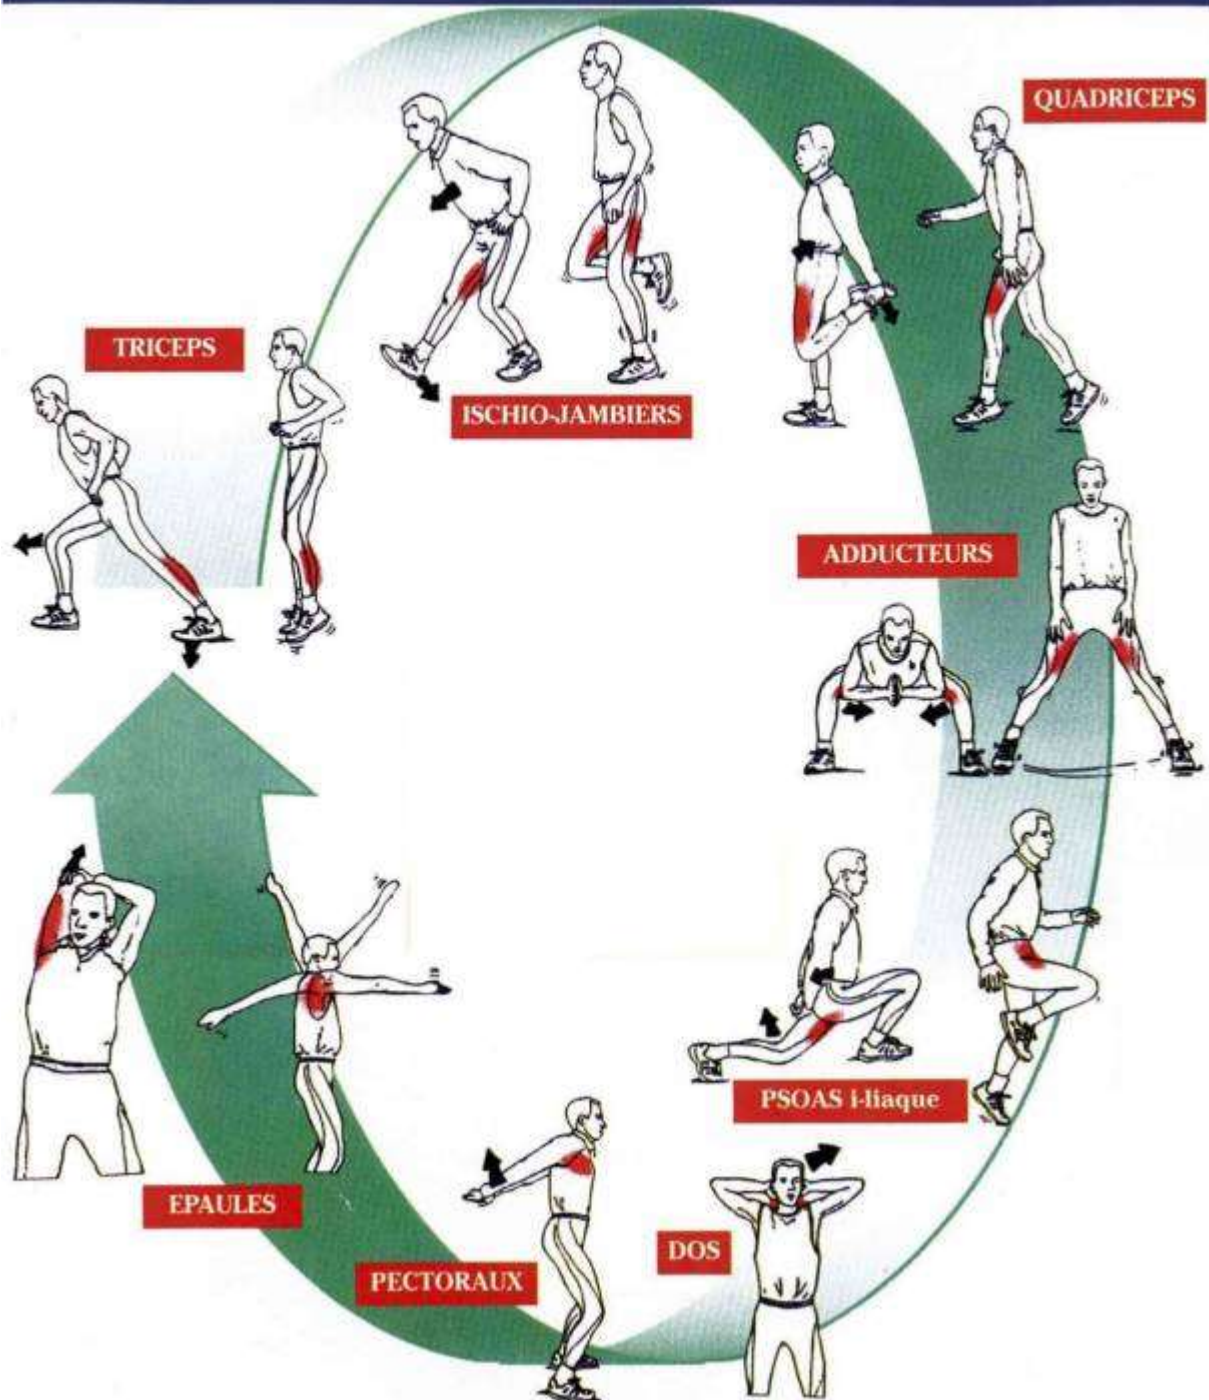 QUADRICEPS
TRICEPS
ISCHIO-JAMBIERS
ADDUCTEURS
PSOAS i-liaque
EPAULES
DOS
PECTORAUX